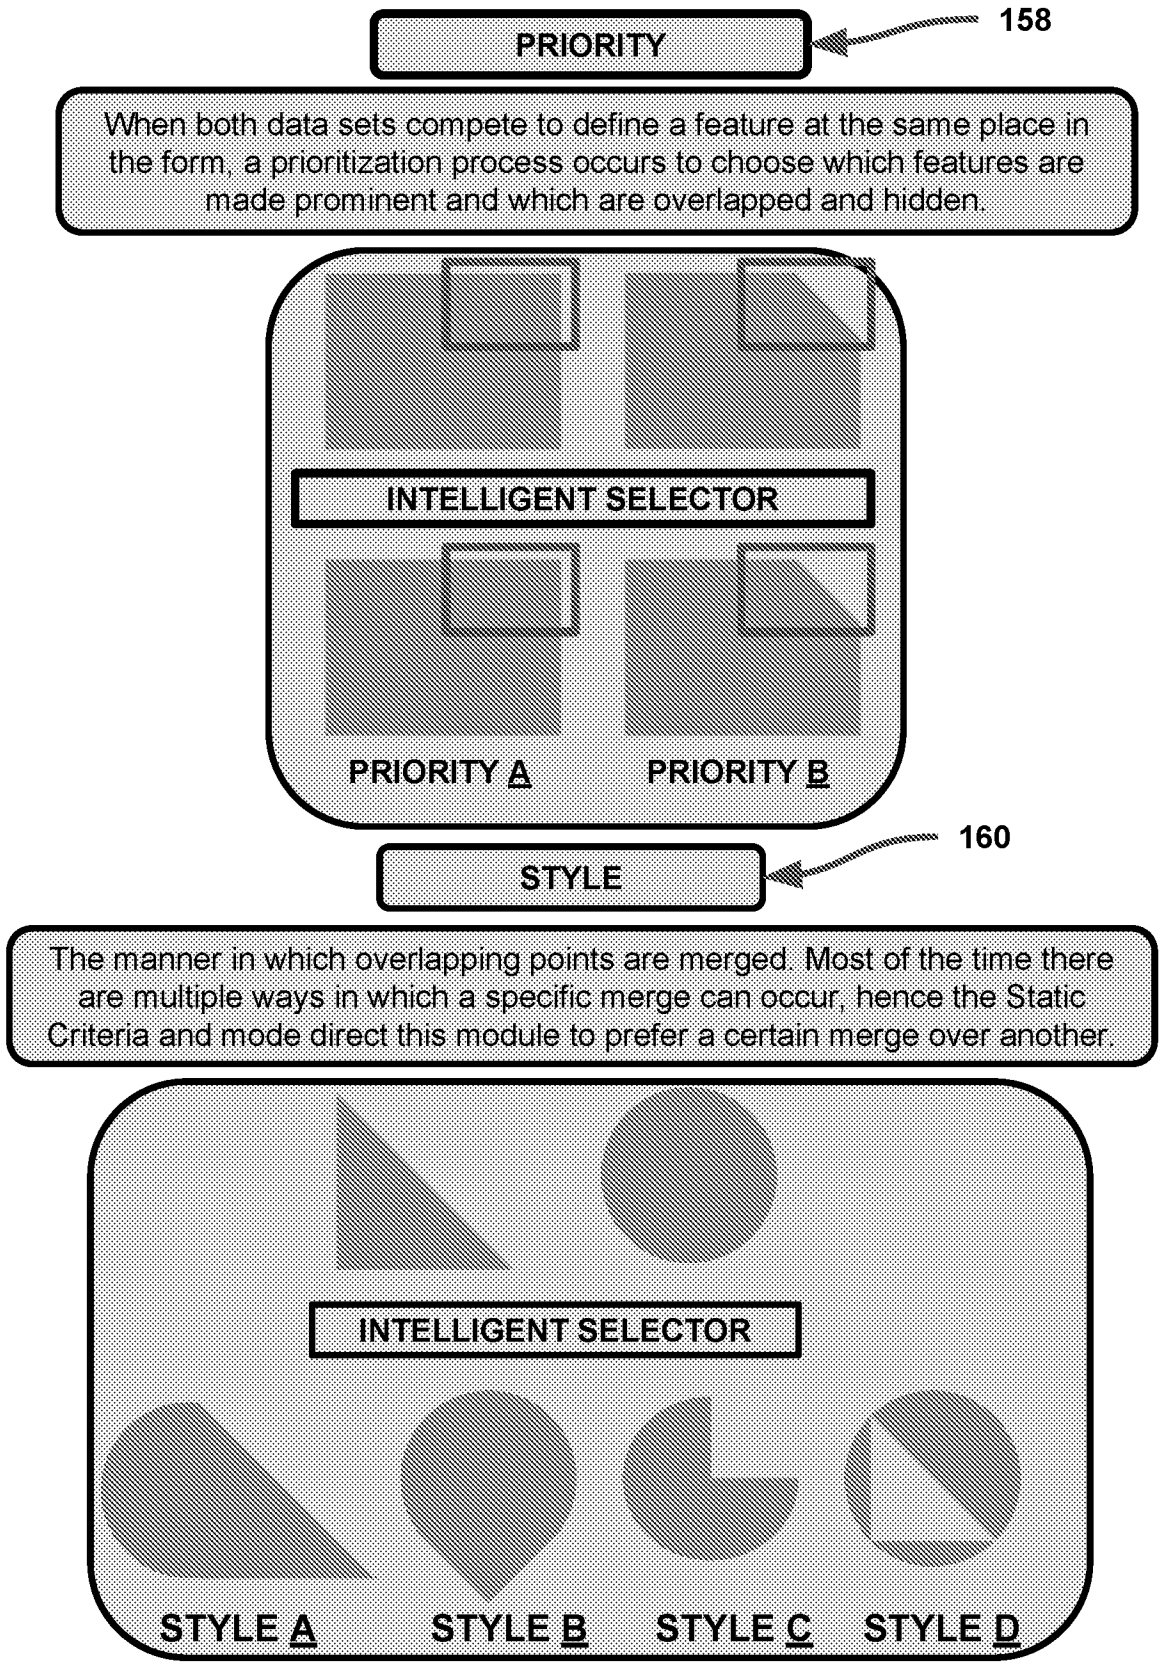 PRIORITY
158
When both data sets compete to define a feature at the same place in
the form, a prioritization process occurs to choose which features are
made prominent and which are overlapped and hidden.
INTELLIGENT SELECTOR
PRIORITY A
PRIORITY B
160
STYLE
The manner in which overlapping points are merged. Most of the time there
are multiple ways in which a specific merge can occur, hence the Static
Criteria and mode direct this module to prefer a certain merge over another.
INTELLIGENT SELECTOR
STYLE A
STYLE B
STYLE C
STYLE D